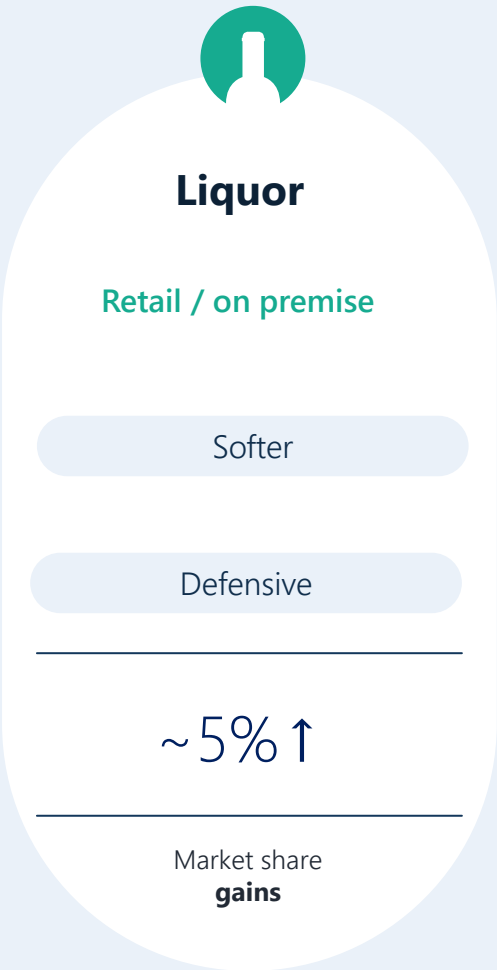 Liquor
Retail / on premise
Softer
Defensive
~5%↑
Market share
gains